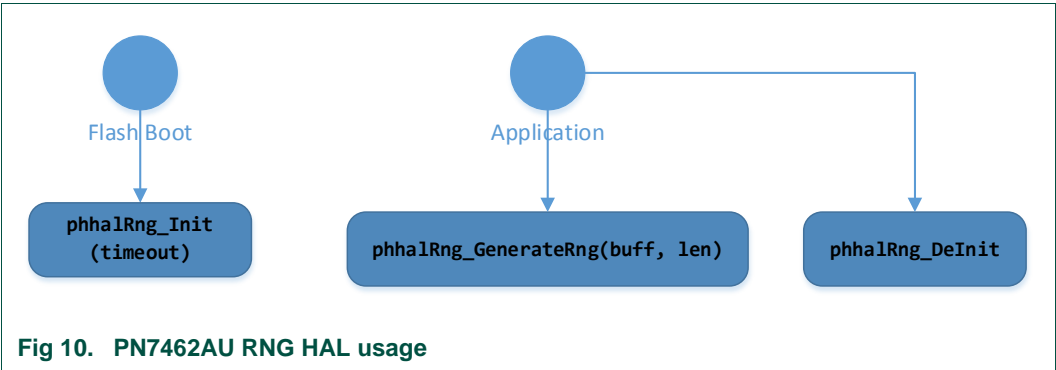 Flash Boot
Application
phhalRng_Init
(timeout)
phhalRng_GenerateRng(buff, len)
phhalRng_DeInit
Fig 10. PN7462AU RNG HAL usage